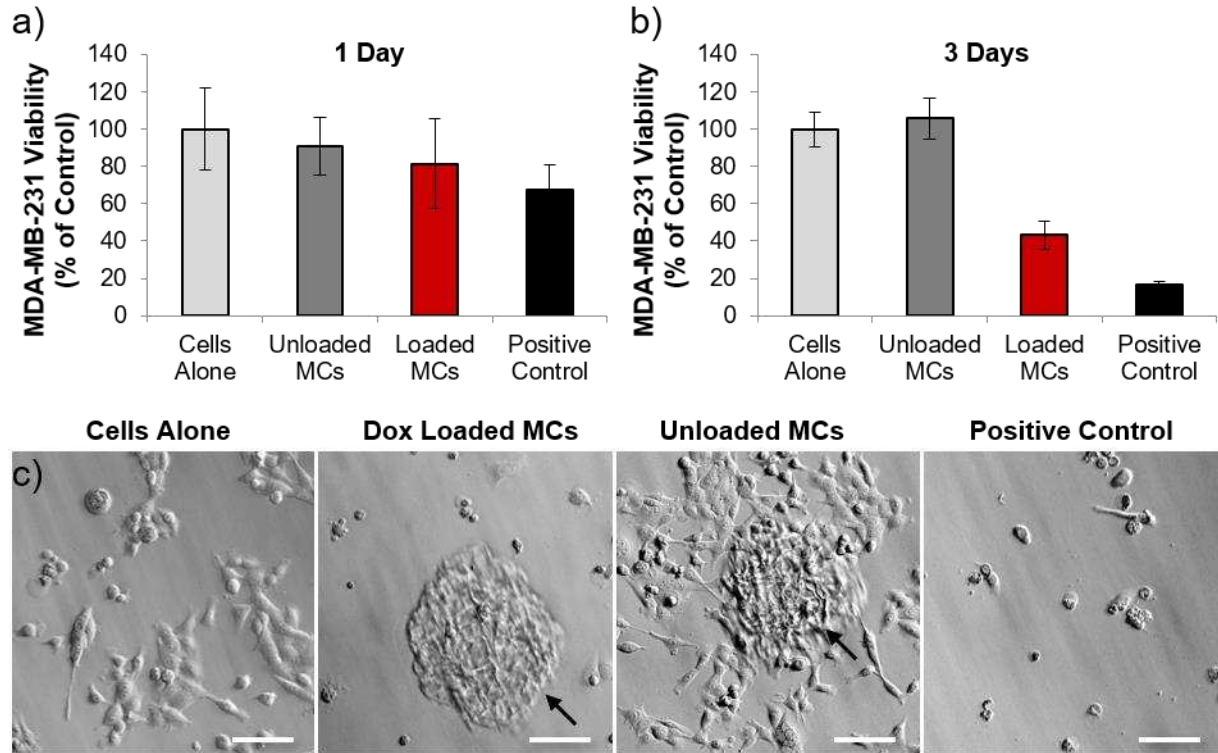 a)
1 Day
MDA-MB-231 Viability
(% of Control)
140
120
100
80
60
40
20
0
Cells
Alone
Unloaded
MCs
Loaded
MCs
Positive
Control
b)
3 Days
MDA-MB-231 Viability
(% of Control)
140
120
100
80
60
40
20
0
Cells
Alone
Unloaded
MCs
Loaded
MCs
Positive
Control
c)
Cells Alone
Dox Loaded MCs
Unloaded MCs
Positive Control